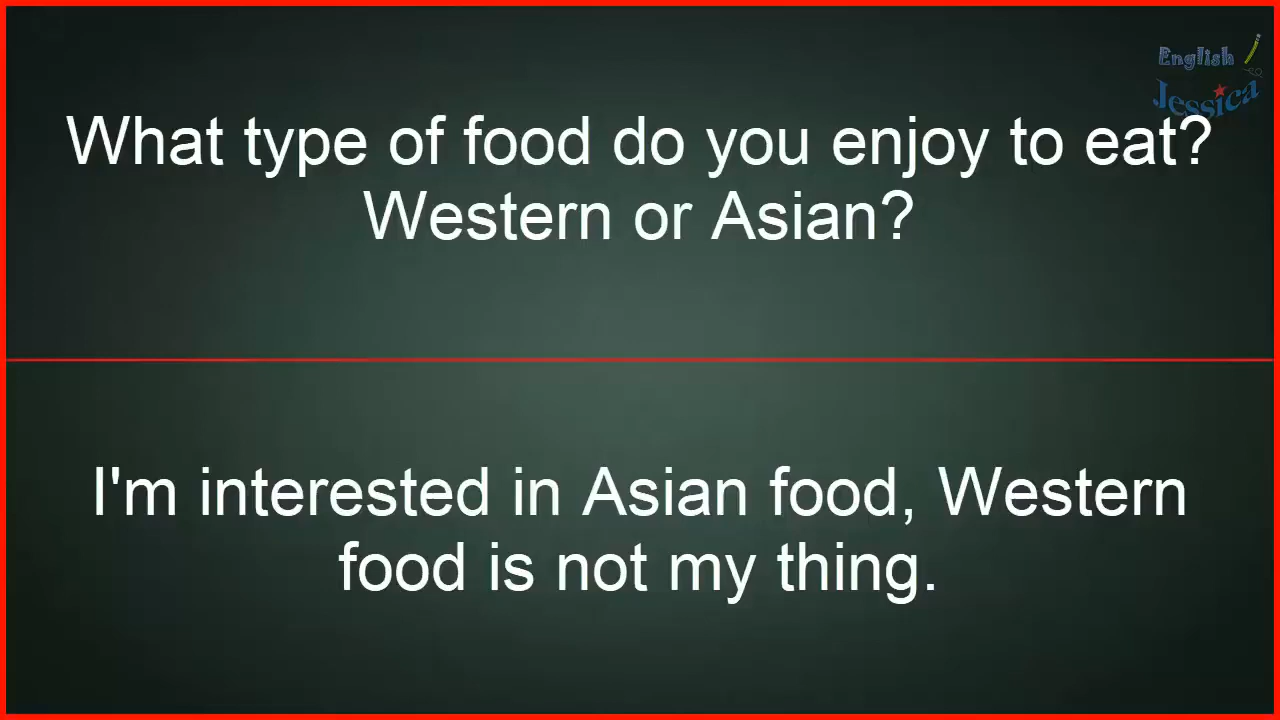 English
Jessica
What type of food do you enjoy to eat?
Western or Asian?
I'm interested in Asian food, Western
food is not my thing.